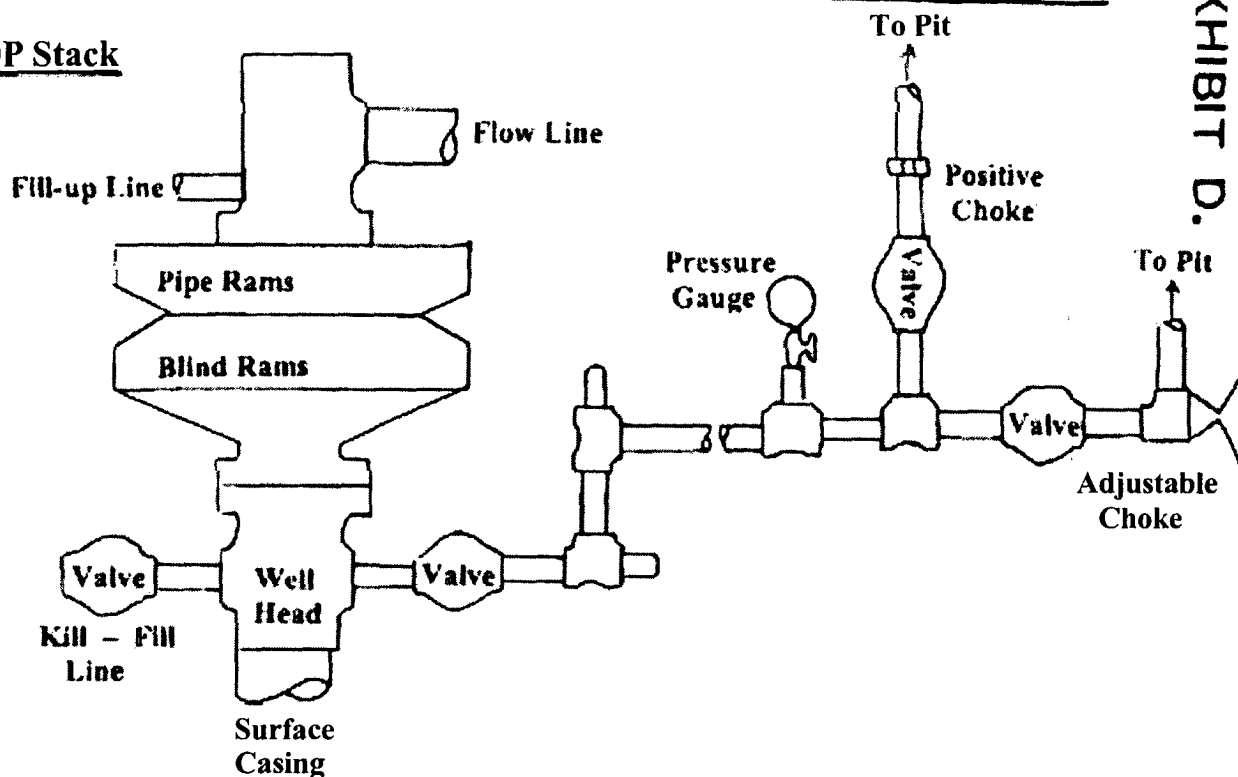 To Pit
Stack
Flow Line
Fill-up Line
Positive
Choke
Valve
Pressure
Gauge
To Pit
Pipe Rams
Blind Rams
Valve
Adjustable
Choke
Valve
Well
Head
Valve
Kill – Fill
Line
Surface
Casing
D.